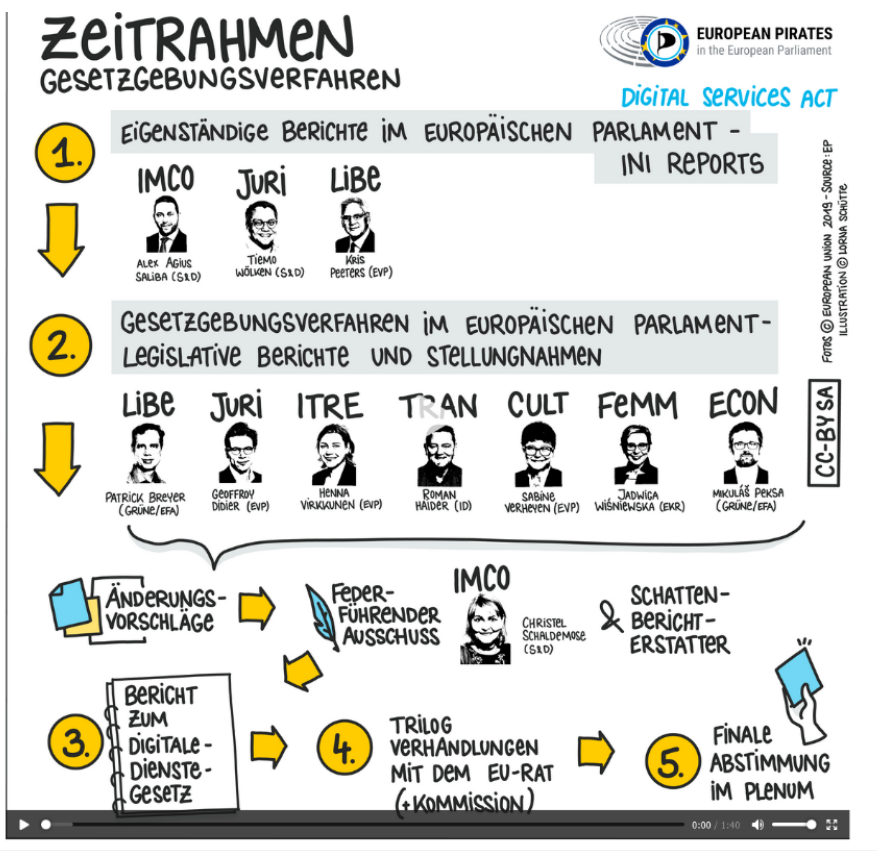 ZEITRAHMEN
GESETZGEBUNGSVERFAHREN
EUROPEAN PIRATES
in the European Parliament
DIGITAL SERVICES ACT
1.
EIGENSTÄNDIGE BERICHTE IM EUROPÄISCHEN PARLAMENT -
INI REPORTS
IMCO
JURI
LIBE
ALEX AGIUS
SALIBA (S&D)
TIEMO
WÖLKEN (S&D)
KRIS
PEETERS (EVP)
FOTOS © EUROPEAN UNION 2019 - SOURCE: EP
ILLUSTRATION © LORNA SCHÜTTE
2.
GESETZGEBUNGSVERFAHREN IM EUROPÄISCHEN PARLAMENT-
LEGISLATIVE BERICHTE UND STELLUNGNAHMEN
LIBE
JURI
ITRE
TRAN
CULT
FEMM
ECON
PATRICK BREYER
(GRÜNE/EFA)
GEOFFROY
DIDIER (EVP)
HENNA
VIRKKUNEN (EVP)
ROMAN
HAIDER (ID)
SABINE
VERHEYEN (EVP)
JADWIGA
WIŚNIEWSKA (EKR)
MIKULÁŠ PEKSA
(GRÜNE/EFA)
CC-BY SA
ÄNDERUNGS-
VORSCHLÄGE
FEDER-
FÜHRENDER
AUSSCHUSS
IMCO
CHRISTEL
SCHALDEMOSE
(S&D)
&
SCHATTEN-
BERICHT-
ERSTATTER
3.
BERICHT
ZUM
DIGITALE-
DIENSTE-
GESETZ
4.
TRILOG
VERHANDLUNGEN
MIT DEM EU-RAT
(+KOMMISSION)
5.
FINALE
ABSTIMMUNG
IM PLENUM
0:00 / 1:40